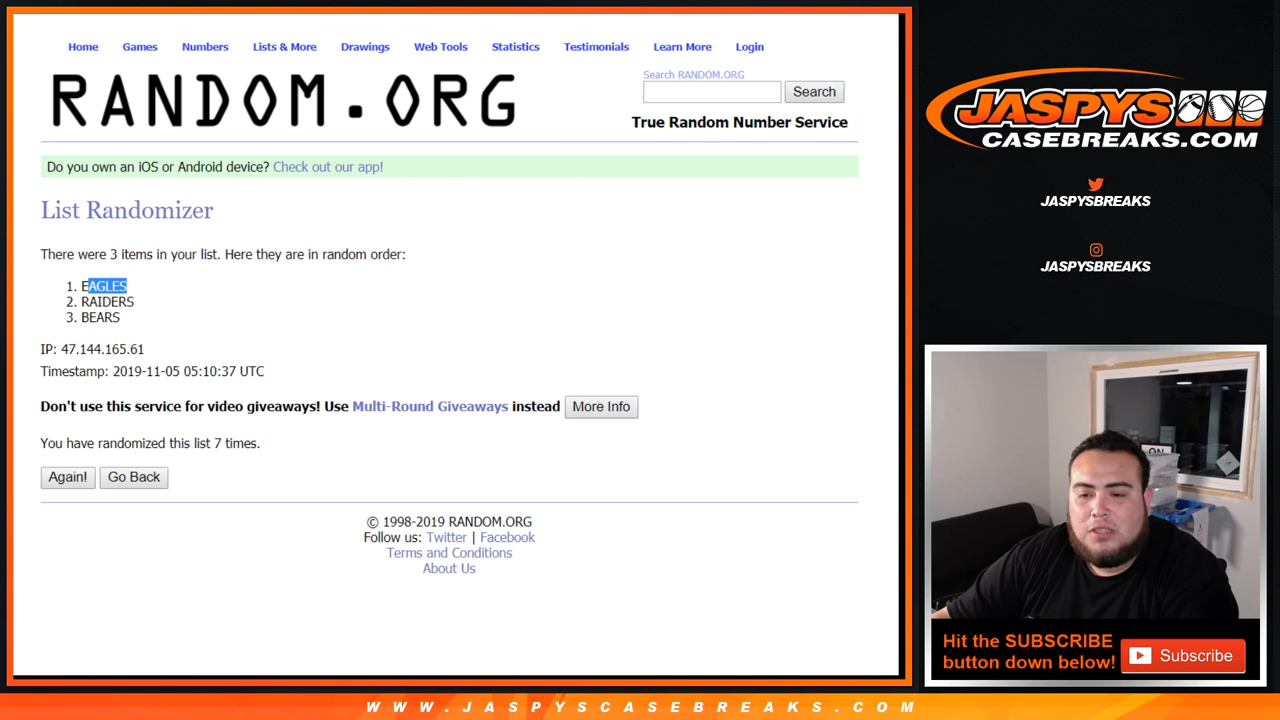 Home Games Numbers Lists & More Drawings Web Tools Statistics Testimonials Learn More Login
RANDOM.ORG
Search RANDOM.ORG
Search
True Random Number Service
Do you own an iOS or Android device? Check out our app!
List Randomizer
There were 3 items in your list. Here they are in random order:
1. EAGLES
2. RAIDERS
3. BEARS
IP: 47.144.165.61
Timestamp: 2019-11-05 05:10:37 UTC
Don't use this service for video giveaways! Use Multi-Round Giveaways instead More Info
You have randomized this list 7 times.
Again! Go Back
© 1998-2019 RANDOM.ORG
Follow us: Twitter | Facebook
Terms and Conditions
About Us
JASPYS
CASEBREAKS.COM
JASPYSBREAKS
JASPYSBREAKS
ON
Hit the SUBSCRIBE
button down below!
Subscribe
WWW.JASPYSCASEBREAKS.COM